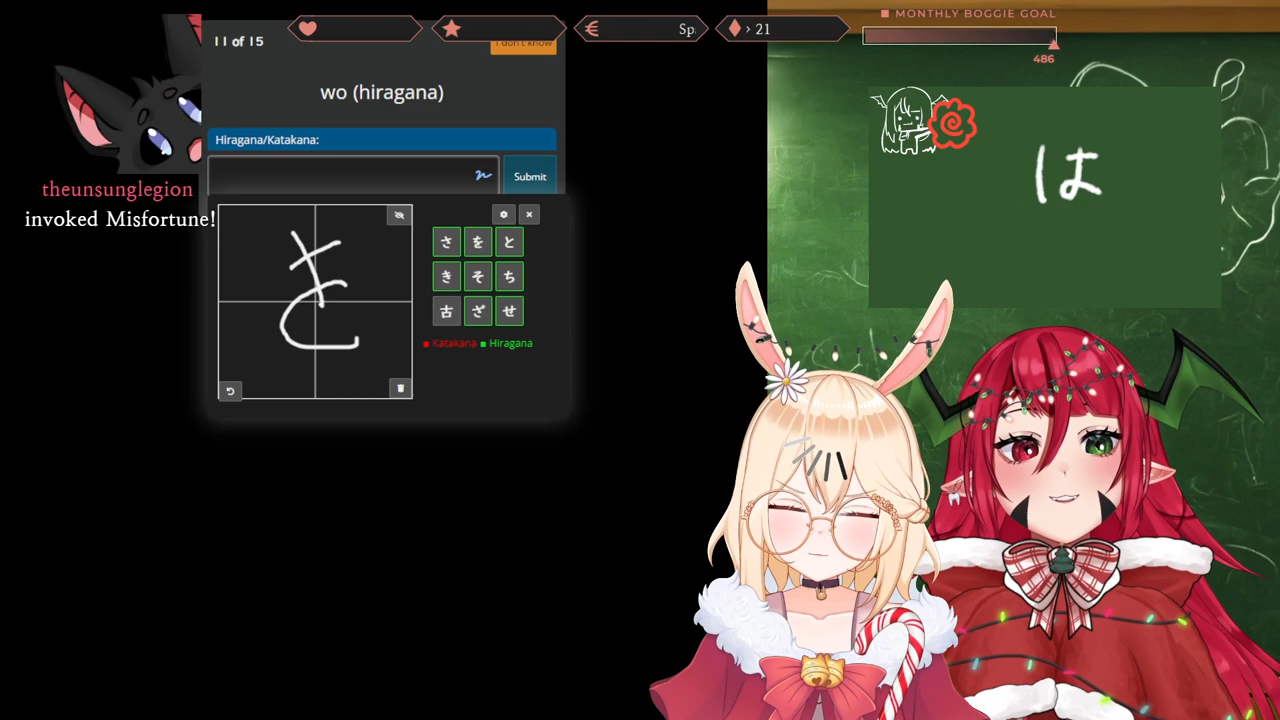 11 of 15
I don't know
wo (hiragana)
Hiragana/Katakana:
Submit
さ を と
き そ ち
古 ざ せ
Katakana Hiragana
theunsunglegion
invoked Misfortune!
€ Sp
> 21
MONTHLY BOGGIE GOAL
486
は